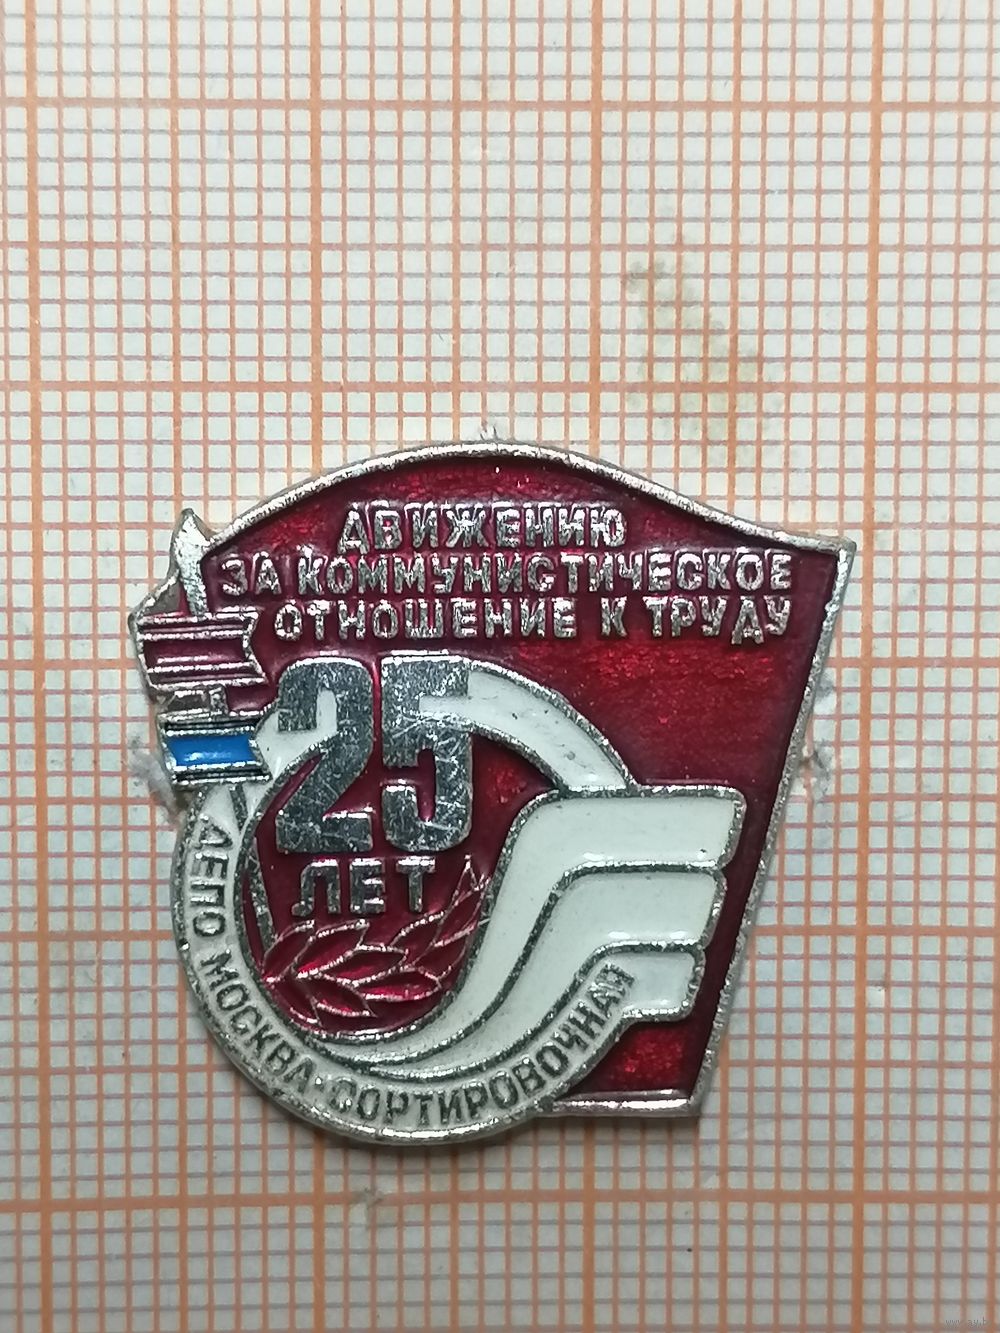 ДВИЖЕНИЮ
ЗА КОММУНИСТИЧЕСКОЕ
ОТНОШЕНИЕ К ТРУДУ
25
ЛЕТ
ДЕПО МОСКВА-СОРТИРОВОЧНАЯ